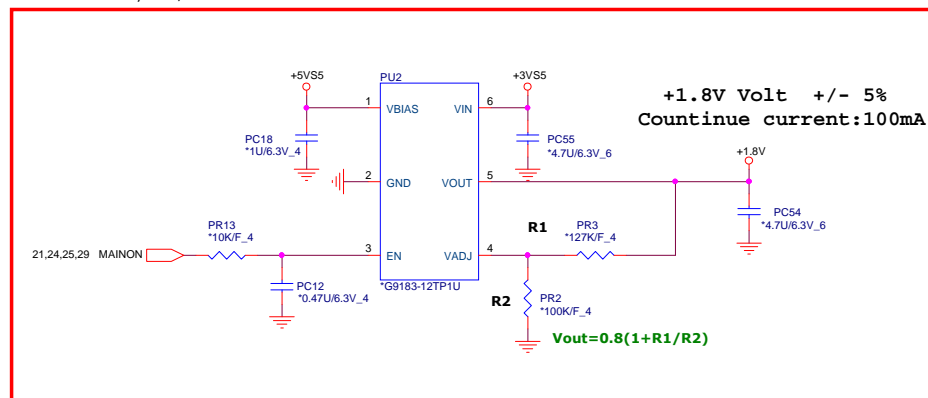 +5VS5
PU2
+3VS5
+1.8V Volt +/- 5%
Countinue current:100mA
1
VBIAS
VIN
6
PC18
*1U/6.3V_4
PC55
*4.7U/6.3V_6
+1.8V
2
GND
VOUT
5
PC54
*4.7U/6.3V_6
PR13
*10K/F_4
R1
PR3
*127K/F_4
21,24,25,29 MAINON
3
EN
VADJ
4
PC12
*0.47U/6.3V_4
*G9183-12TP1U
R2
PR2
*100K/F_4
Vout=0.8(1+R1/R2)